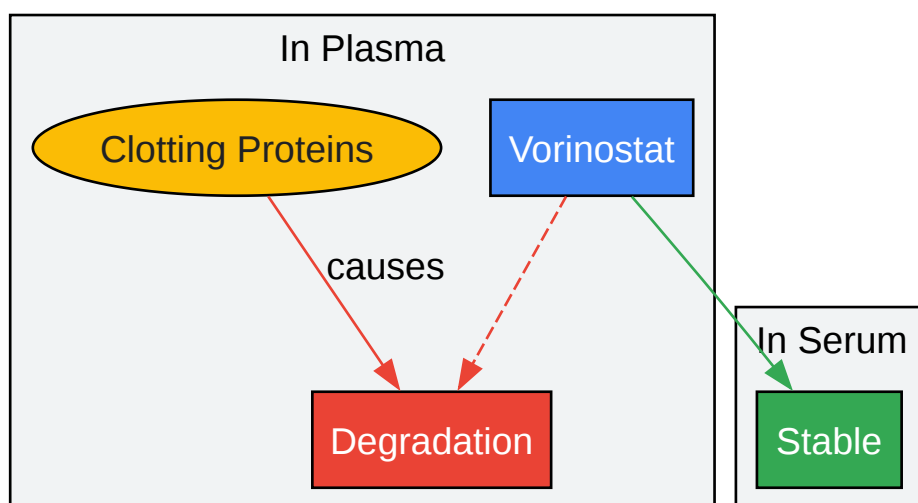 In Plasma
Clotting Proteins
Vorinostat
causes
In Serum
Degradation
Stable